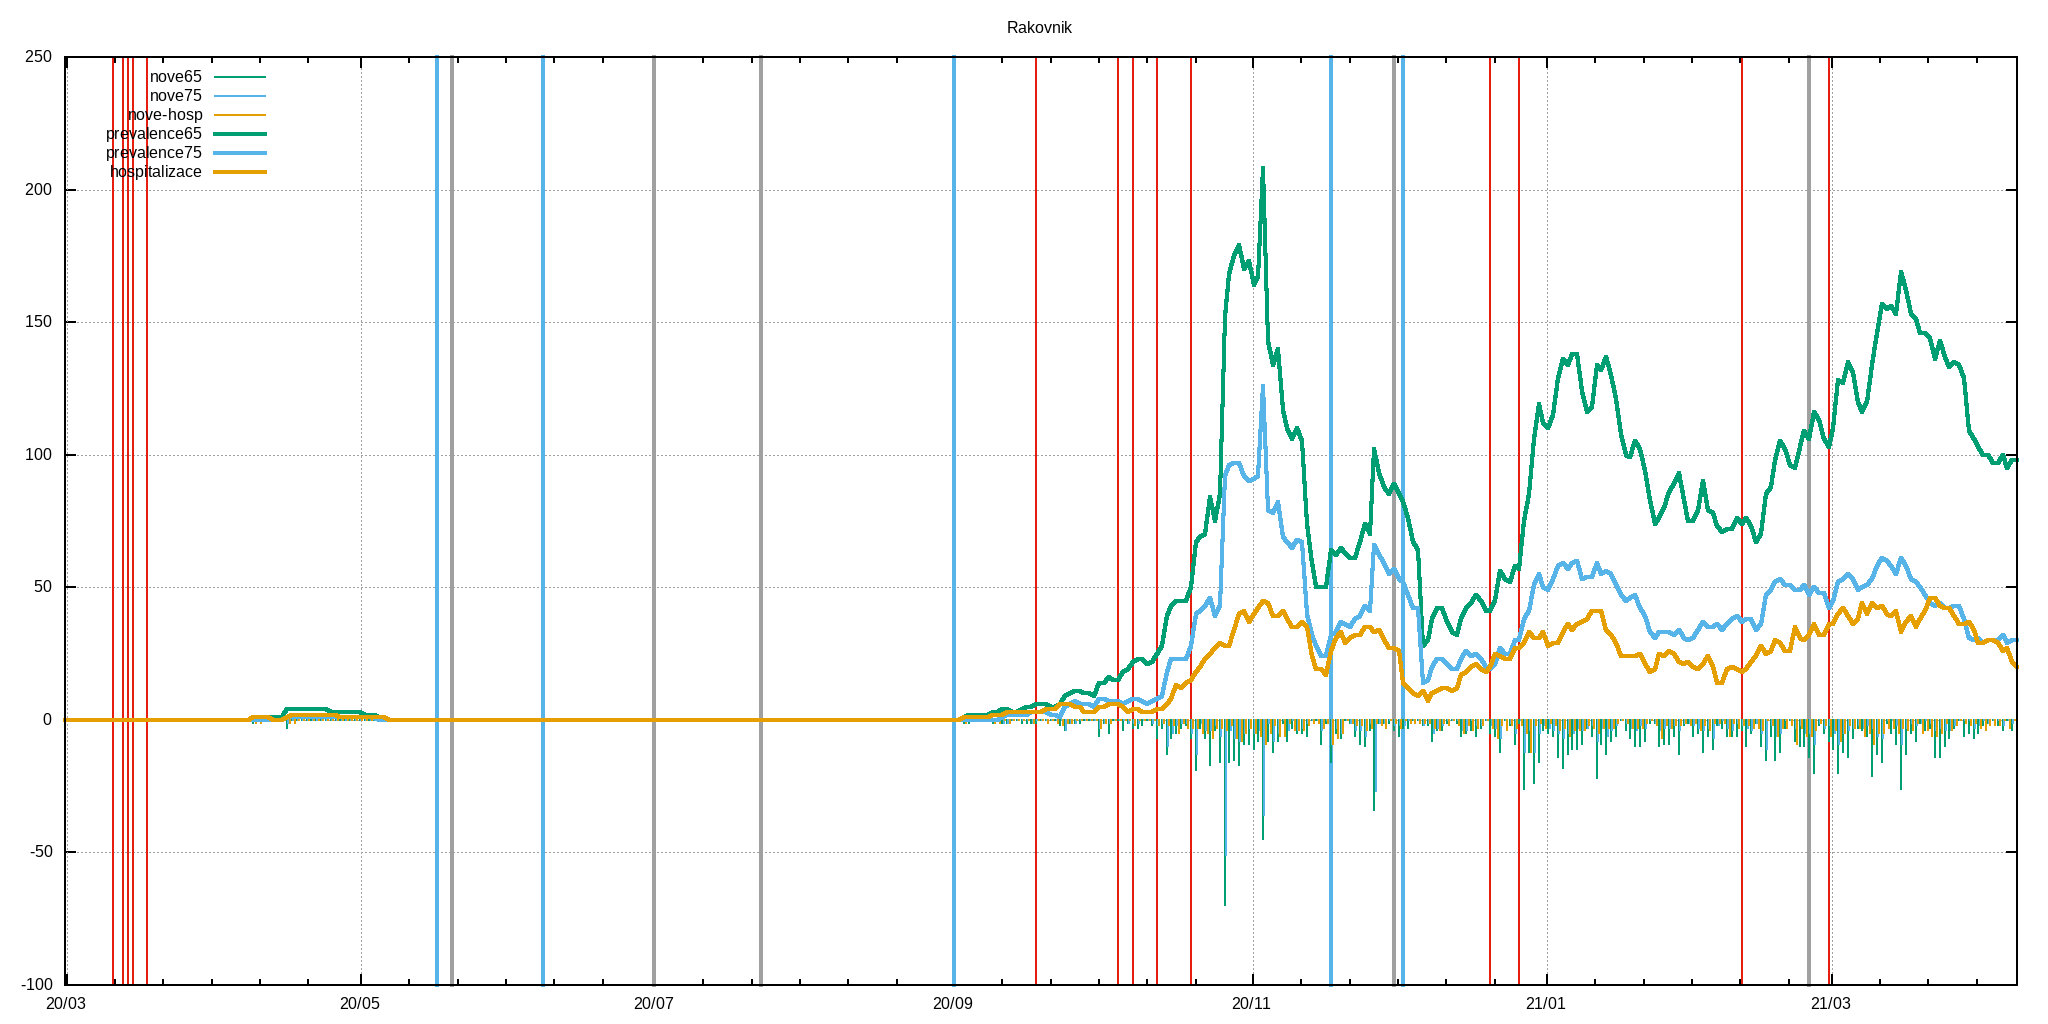 Rakovnik
250
200
150
100
50
0
-50
-100
nove65
nove75
nove-hosp
prevalence65
prevalence75
hospitalizace
20/03
20/05
20/07
20/09
20/11
21/01
21/03